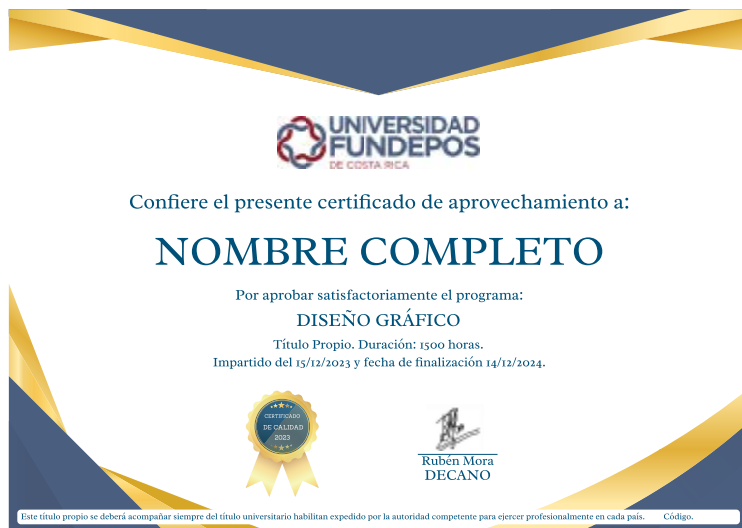 UNIVERSIDAD
FUNDEPOS
DE COSTA RICA
Confiere el presente certificado de aprovechamiento a:
NOMBRE COMPLETO
Por aprobar satisfactoriamente el programa:
DISEÑO GRÁFICO
Título Propio. Duración: 1500 horas.
Impartido del 15/12/2023 y fecha de finalización 14/12/2024.
CERTIFICADO
DE CALIDAD
2023
Rubén Mora
DECANO
Este título propio se deberá acompañar siempre del título universitario habilitan expedido por la autoridad competente para ejercer profesionalmente en cada país. Código.